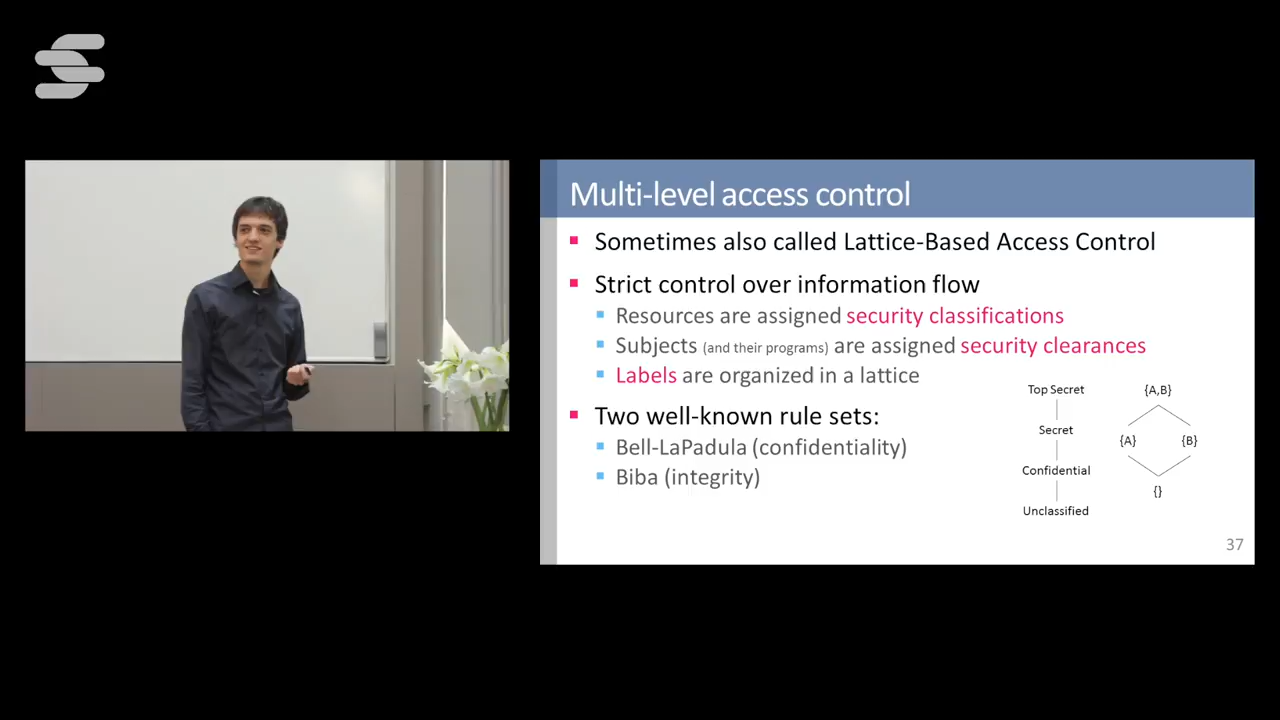 Multi-level access control
Sometimes also called Lattice-Based Access Control
Strict control over information flow
Resources are assigned security classifications
Subjects (and their programs) are assigned security clearances
Labels are organized in a lattice
Two well-known rule sets:
Bell-LaPadula (confidentiality)
Biba (integrity)
Top Secret
Secret
Confidential
Unclassified
{A,B}
{A} {B}
{}
37